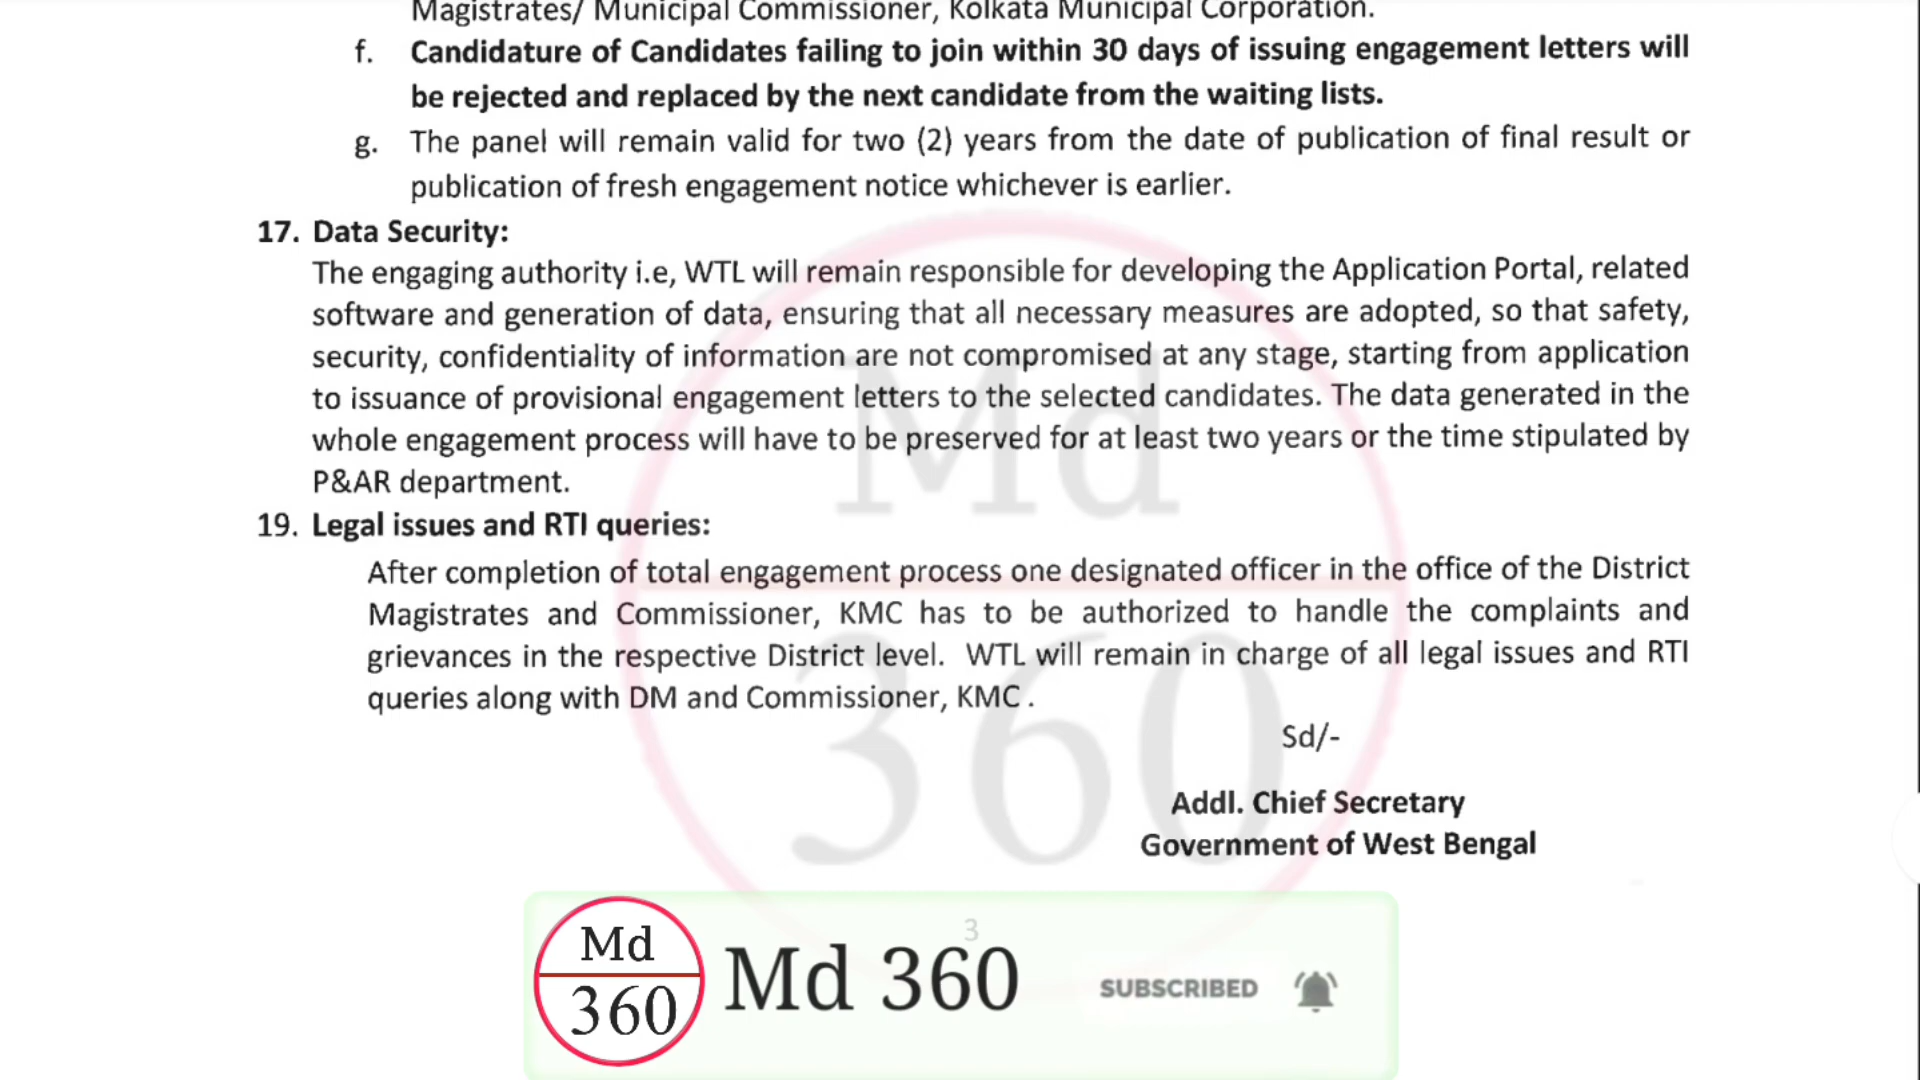 Magistrates/ Municipal Commissioner, Kolkata Municipal Corporation.
f. Candidature of Candidates failing to join within 30 days of issuing engagement letters will
be rejected and replaced by the next candidate from the waiting lists.
g. The panel will remain valid for two (2) years from the date of publication of final result or
publication of fresh engagement notice whichever is earlier.
17. Data Security:
The engaging authority i.e, WTL will remain responsible for developing the Application Portal, related
software and generation of data, ensuring that all necessary measures are adopted, so that safety,
security, confidentiality of information are not compromised at any stage, starting from application
to issuance of provisional engagement letters to the selected candidates. The data generated in the
whole engagement process will have to be preserved for at least two years or the time stipulated by
P&AR department.
19. Legal issues and RTI queries:
After completion of total engagement process one designated officer in the office of the District
Magistrates and Commissioner, KMC has to be authorized to handle the complaints and
grievances in the respective District level. WTL will remain in charge of all legal issues and RTI
queries along with DM and Commissioner, KMC .
Sd/-
Addl. Chief Secretary
Government of West Bengal
Md
360
3
Md
360
Md 360
SUBSCRIBED